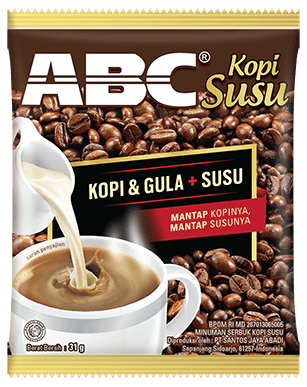 ABC®
Kopi
Susu
KOPI & GULA + SUSU
MANTAP KOPINYA,
MANTAP SUSUNYA
saran penyajian
BPOM RI MD 267013065005
MINUMAN SERBUK KOPI SUSU
Diproduksi oleh : PT SANTOS JAYA ABADI
Sepanjang Sidoarjo, 61257-Indonesia
Berat Bersih : 31 g